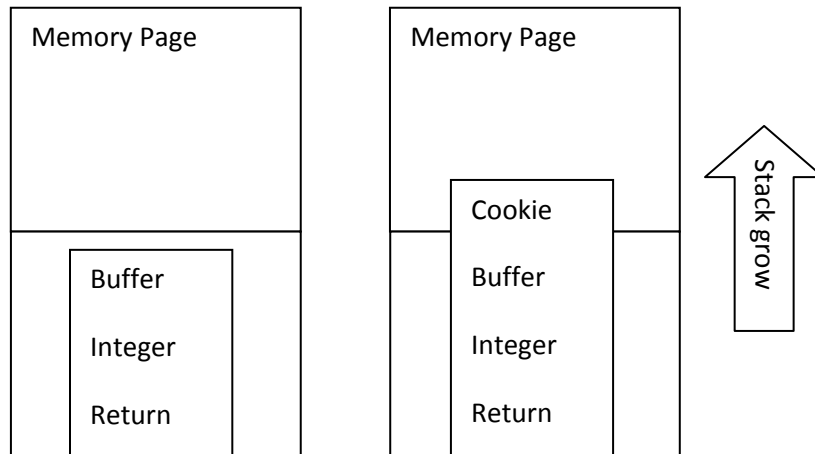 Memory Page
Buffer
Integer
Return
Memory Page
Cookie
Buffer
Integer
Return
Stack grow